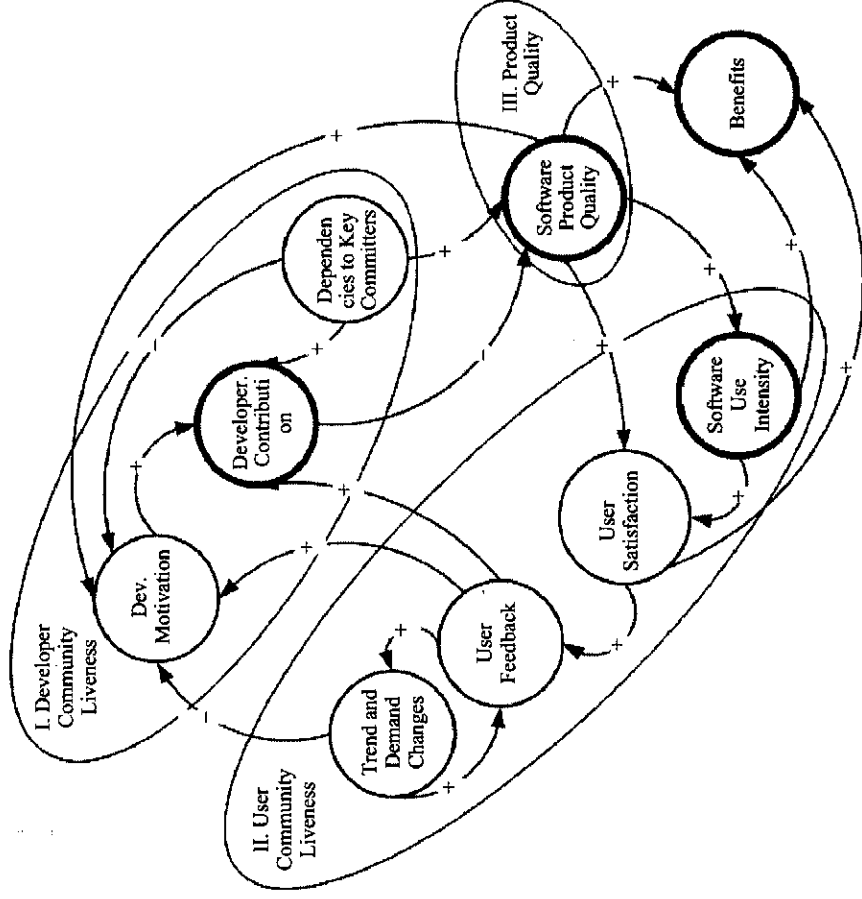 I. Developer
Community
Liveness
Dev.
Motivation
+
-
-
Developer.
Contributi
on
II. User
Community
Liveness
+
+
Dependen
cies to Key
Committers
+
+
Trend and
Demand
Changes
+
+
+
-
User
Feedback
III. Product
Quality
Software
Product
Quality
+
+
+
User
Satisfaction
+
+
Software
Use
Intensity
Benefits
+
+